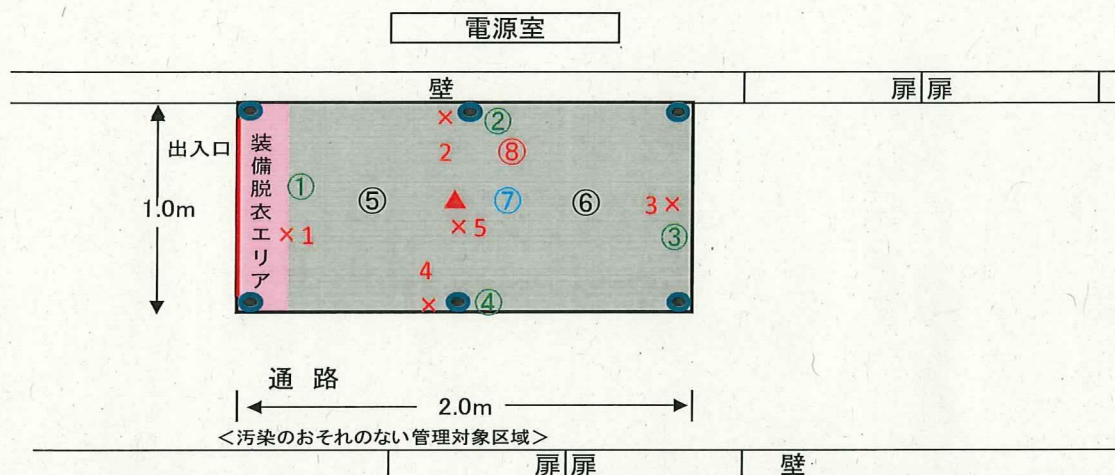 電源室
壁
扉 扉
出入口
装備脱衣エリア
②
2
⑧
①
⑤
⑦
⑥
3
1.0m
1
5
③
4
④
通 路
2.0m
<汚染のおそれのない管理対象区域>
扉 扉
壁